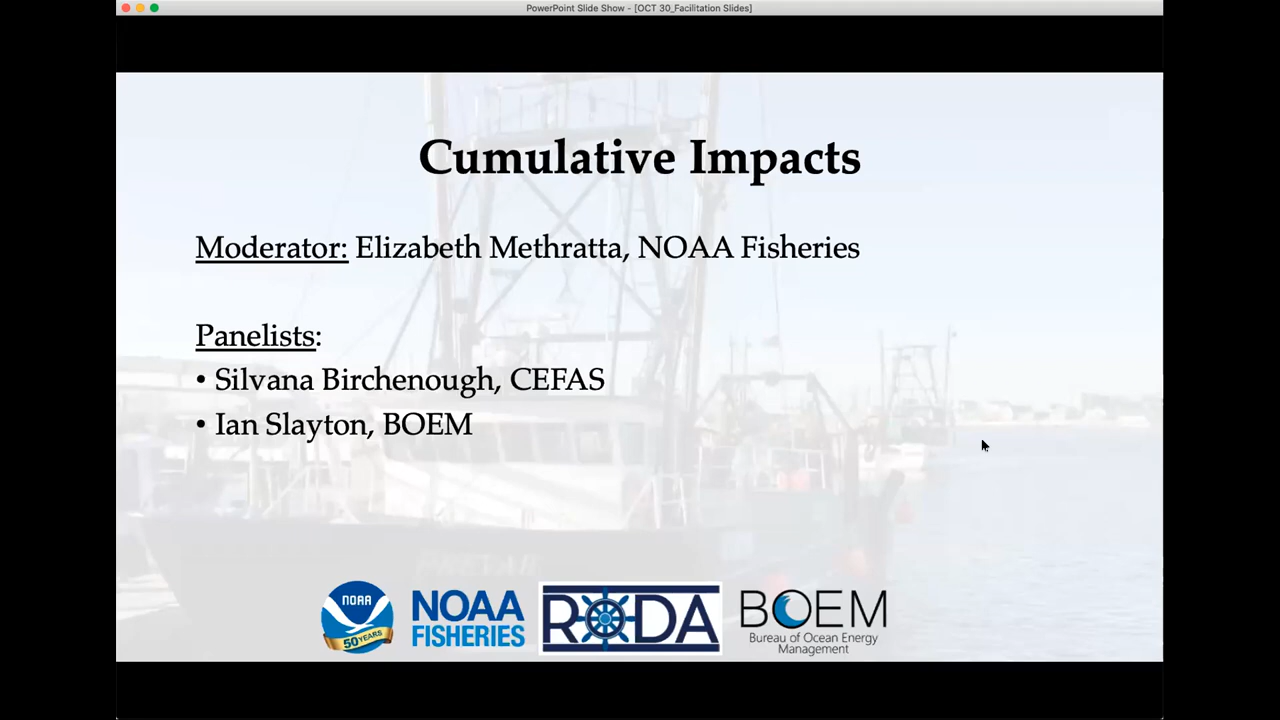 PowerPoint Slide Show - [OCT 30_Facilitation Slides]
Cumulative Impacts
Moderator: Elizabeth Methratta, NOAA Fisheries
Panelists:
• Silvana Birchenough, CEFAS
• Ian Slayton, BOEM
NOAA
50 YEARS
NOAA
FISHERIES
RODA
BOEM
Bureau of Ocean Energy
Management